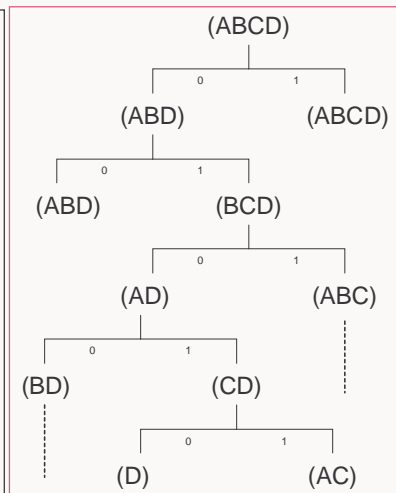 (ABCD)
0 1
(ABD) (ABCD)
0 1
(ABD) (BCD)
0 1
(AD) (ABC)
0 1
(BD) (CD)
0 1
(D) (AC)